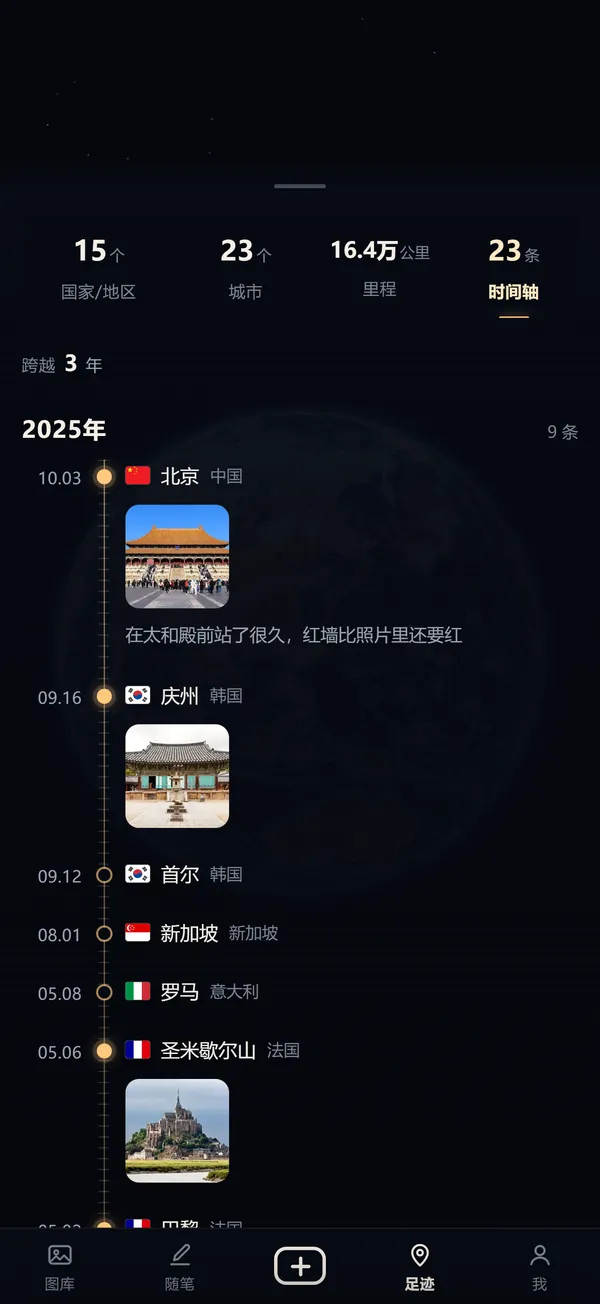 15个
23个
16.4万公里
23条
国家/地区
城市
里程
时间轴
跨越 3 年
2025年
9 条
10.03 北京 中国
在太和殿前站了很久，红墙比照片里还要红
09.16 庆州 韩国
09.12 首尔 韩国
08.01 新加坡 新加坡
05.08 罗马 意大利
05.06 圣米歇尔山 法国
巴黎 法国
图库
随笔
足迹
我